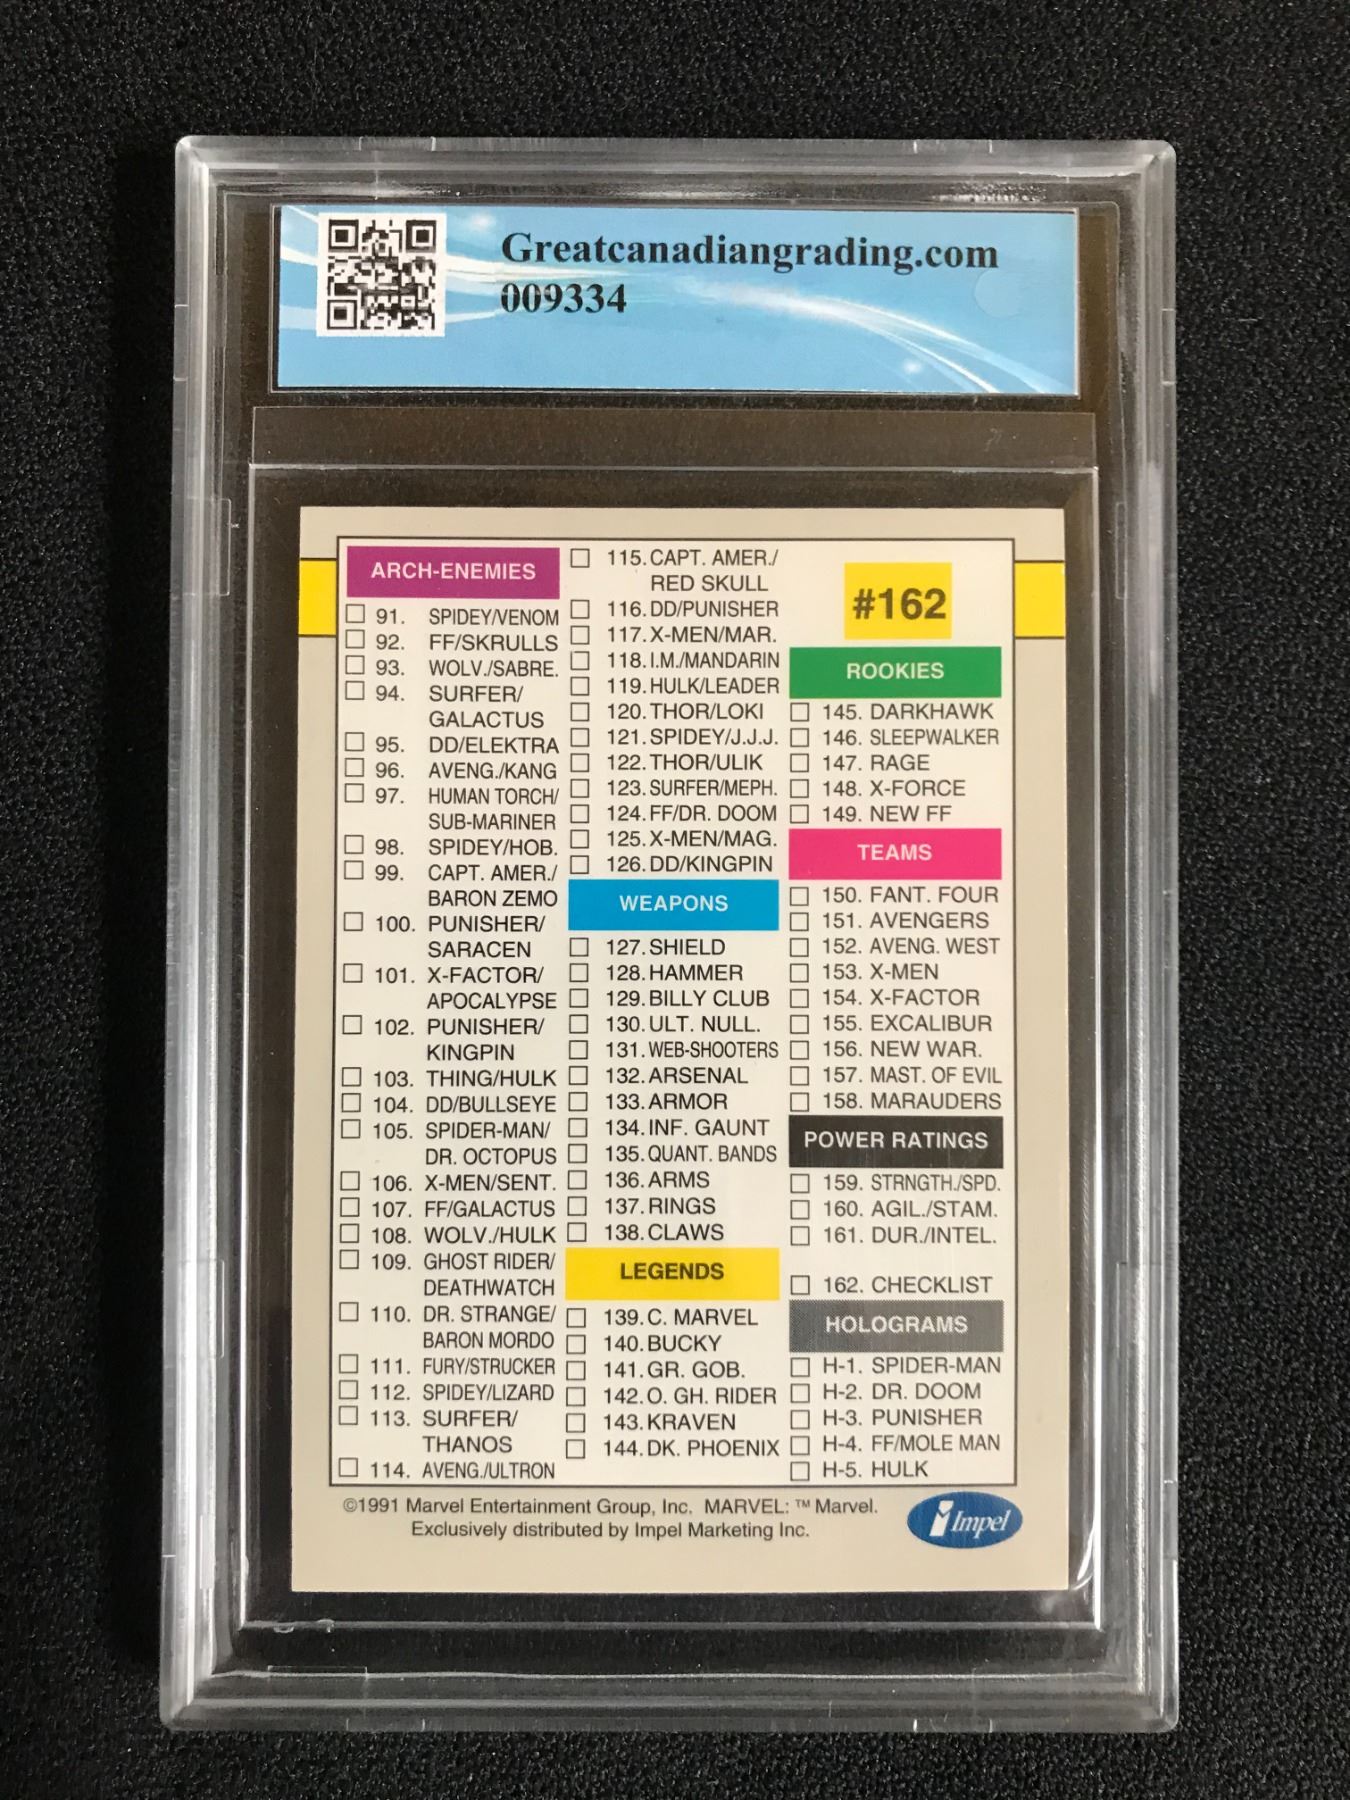 Greatcanadiangrading.com
009334
ARCH-ENEMIES
91. SPIDEY/VENOM
92. FF/SKRULLS
93. WOLV./SABRE.
94. SURFER/
GALACTUS
95. DD/ELEKTRA
96. AVENG./KANG
97. HUMAN TORCH/
SUB-MARINER
98. SPIDEY/HOB.
99. CAPT. AMER./
BARON ZEMO
100. PUNISHER/
SARACEN
101. X-FACTOR/
APOCALYPSE
102. PUNISHER/
KINGPIN
103. THING/HULK
104. DD/BULLSEYE
105. SPIDER-MAN/
DR. OCTOPUS
106. X-MEN/SENT.
107. FF/GALACTUS
108. WOLV./HULK
109. GHOST RIDER/
DEATHWATCH
110. DR. STRANGE/
BARON MORDO
111. FURY/STRUCKER
112. SPIDEY/LIZARD
113. SURFER/
THANOS
114. AVENG./ULTRON
115. CAPT. AMER./
RED SKULL
116. DD/PUNISHER
117. X-MEN/MAR.
118. I.M./MANDARIN
119. HULK/LEADER
120. THOR/LOKI
121. SPIDEY/J.J.J.
122. THOR/ULIK
123. SURFER/MEPH.
124. FF/DR. DOOM
125. X-MEN/MAG.
126. DD/KINGPIN
WEAPONS
127. SHIELD
128. HAMMER
129. BILLY CLUB
130. ULT. NULL.
131. WEB-SHOOTERS
132. ARSENAL
133. ARMOR
134. INF. GAUNT
135. QUANT. BANDS
136. ARMS
137. RINGS
138. CLAWS
LEGENDS
139. C. MARVEL
140. BUCKY
141. GR. GOB.
142. O. GH. RIDER
143. KRAVEN
144. DK. PHOENIX
#162
ROOKIES
145. DARKHAWK
146. SLEEPWALKER
147. RAGE
148. X-FORCE
149. NEW FF
TEAMS
150. FANT. FOUR
151. AVENGERS
152. AVENG. WEST
153. X-MEN
154. X-FACTOR
155. EXCALIBUR
156. NEW WAR.
157. MAST. OF EVIL
158. MARAUDERS
POWER RATINGS
159. STRNGTH./SPD.
160. AGIL./STAM.
161. DUR./INTEL.
162. CHECKLIST
HOLOGRAMS
H-1. SPIDER-MAN
H-2. DR. DOOM
H-3. PUNISHER
H-4. FF/MOLE MAN
H-5. HULK
©1991 Marvel Entertainment Group, Inc. MARVEL: ™ Marvel.
Exclusively distributed by Impel Marketing Inc.
Impel